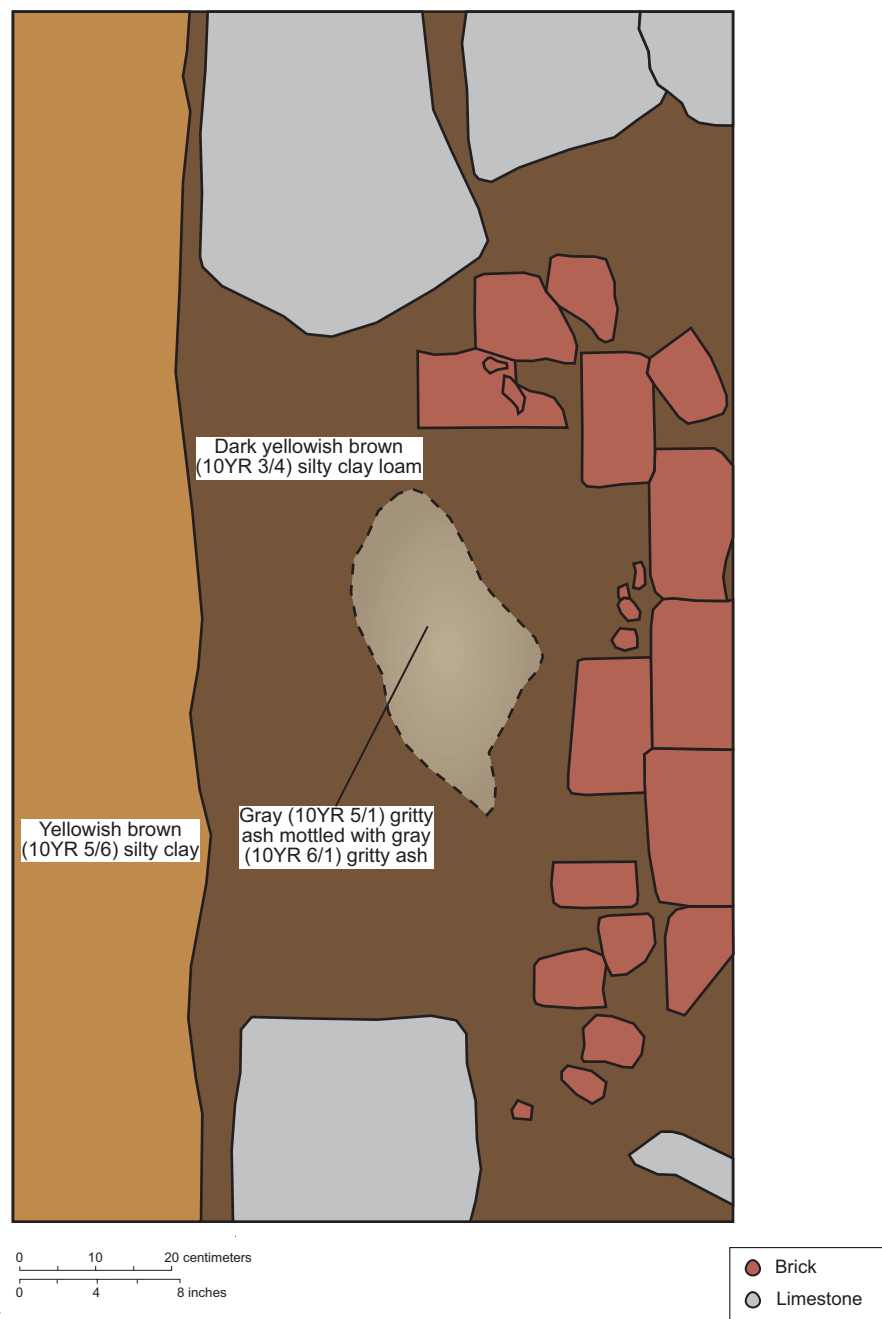 Dark yellowish brown
(10YR 3/4) silty clay loam
Yellowish brown
(10YR 5/6) silty clay
Gray (10YR 5/1) gritty
ash mottled with gray
(10YR 6/1) gritty ash
0 10 20 centimeters
0 4 8 inches
Brick
Limestone